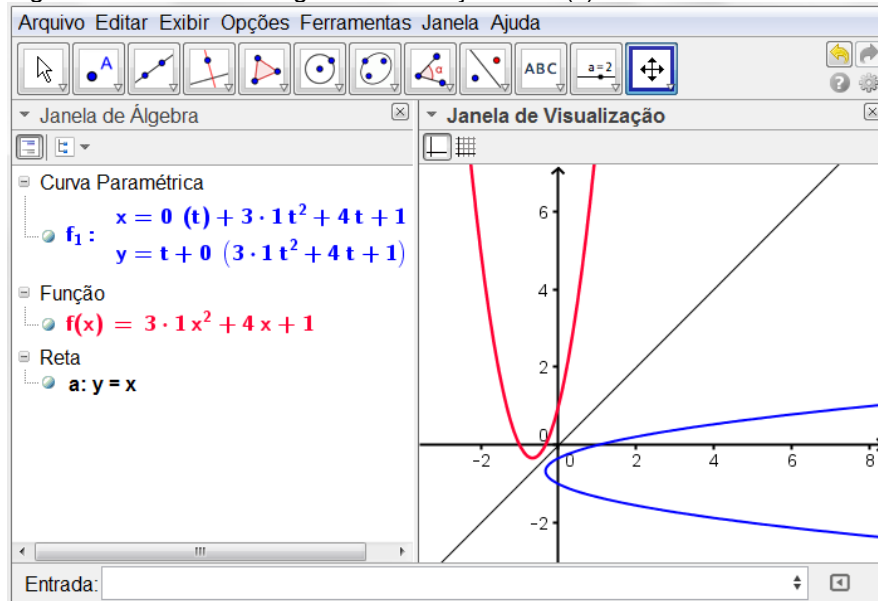 Arquivo Editar Exibir Opções Ferramentas Janela Ajuda
A
α
ABC
a=2
Janela de Álgebra
Janela de Visualização
Curva Paramétrica
f₁ :
x = 0 (t) + 3 · 1 t² + 4 t + 1
y = t + 0 (3 · 1 t² + 4 t + 1)
Função
f(x) = 3 · 1 x² + 4 x + 1
Reta
a: y = x
6
4
2
0
-2
0
2
4
6
8
-2
Entrada: